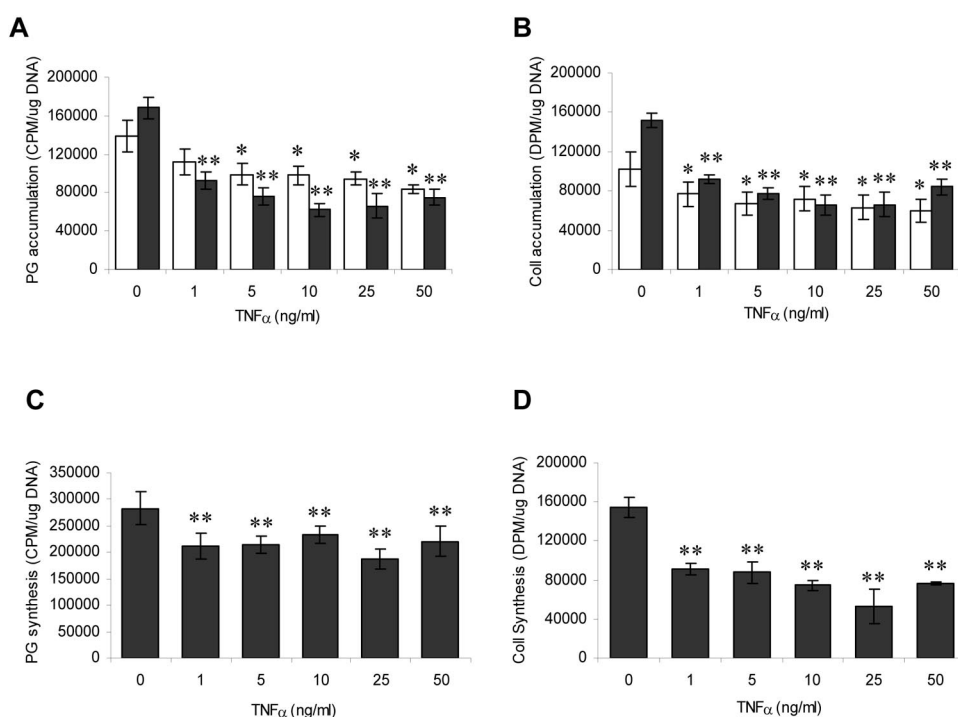 A
PG accumulation (CPM/ug DNA)
200000
160000
120000
80000
40000
0
* * * *
** ** ** ** **
0 1 5 10 25 50
TNFα (ng/ml)
B
Coll accumulation (DPM/ug DNA)
200000
160000
120000
80000
40000
0
* ** * ** * ** * ** * **
0 1 5 10 25 50
TNFα (ng/ml)
C
PG synthesis (CPM/ug DNA)
350000
300000
250000
200000
150000
100000
50000
0
** ** ** ** **
0 1 5 10 25 50
TNFα (ng/ml)
D
Coll Synthesis (DPM/ug DNA)
200000
160000
120000
80000
40000
0
** ** ** ** **
0 1 5 10 25 50
TNFα (ng/ml)